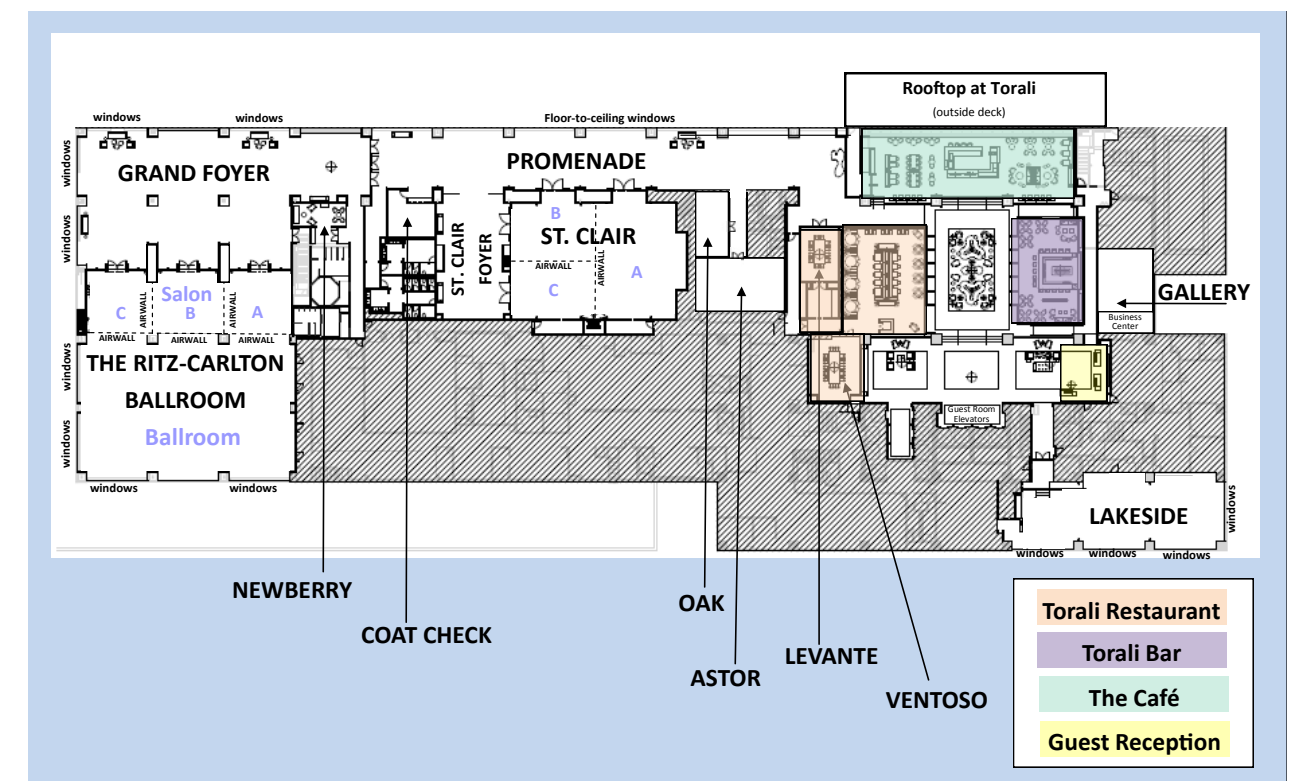 Rooftop at Torali
(outside deck)
windows
windows
Floor-to-ceiling windows
windows
windows
GRAND FOYER
PROMENADE
ST. CLAIR
FOYER
B
ST. CLAIR
AIRWALL
AIRWALL
A
C
GALLERY
Business
Center
C
AIRWALL
Salon
B
AIRWALL
A
AIRWALL
AIRWALL
AIRWALL
windows
windows
THE RITZ-CARLTON
BALLROOM
Ballroom
windows
windows
Guest Room
Elevators
LAKESIDE
windows
windows
windows
windows
NEWBERRY
COAT CHECK
OAK
ASTOR
LEVANTE
VENTOSO
Torali Restaurant
Torali Bar
The Café
Guest Reception